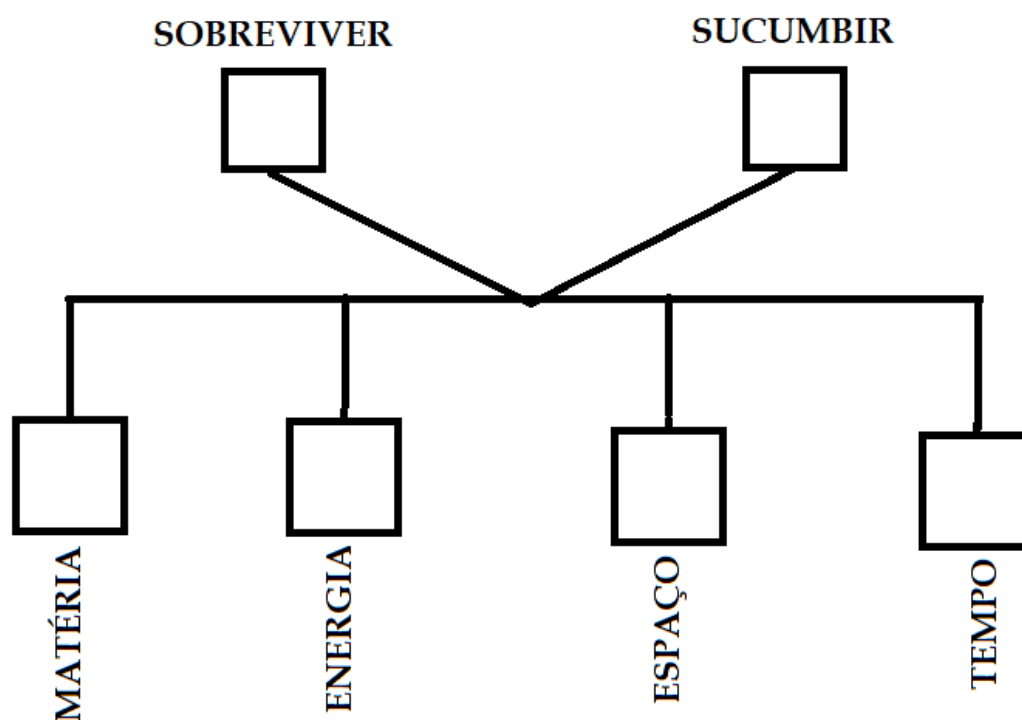 SOBREVIVER
SUCUMBIR
MATÉRIA
ENERGIA
ESPAÇO
TEMPO